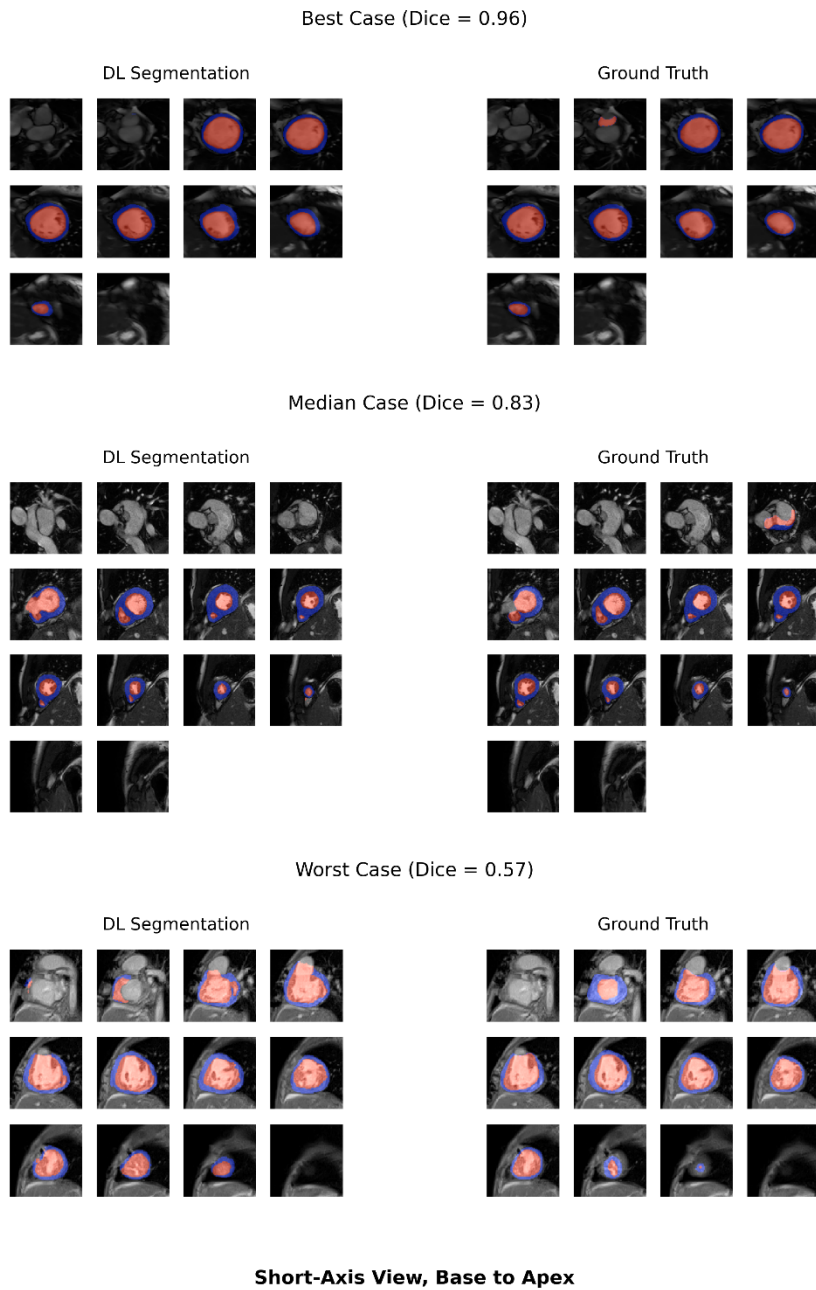 Best Case (Dice = 0.96)
DL Segmentation
Ground Truth
Median Case (Dice = 0.83)
DL Segmentation
Ground Truth
Worst Case (Dice = 0.57)
DL Segmentation
Ground Truth
Short-Axis View, Base to Apex